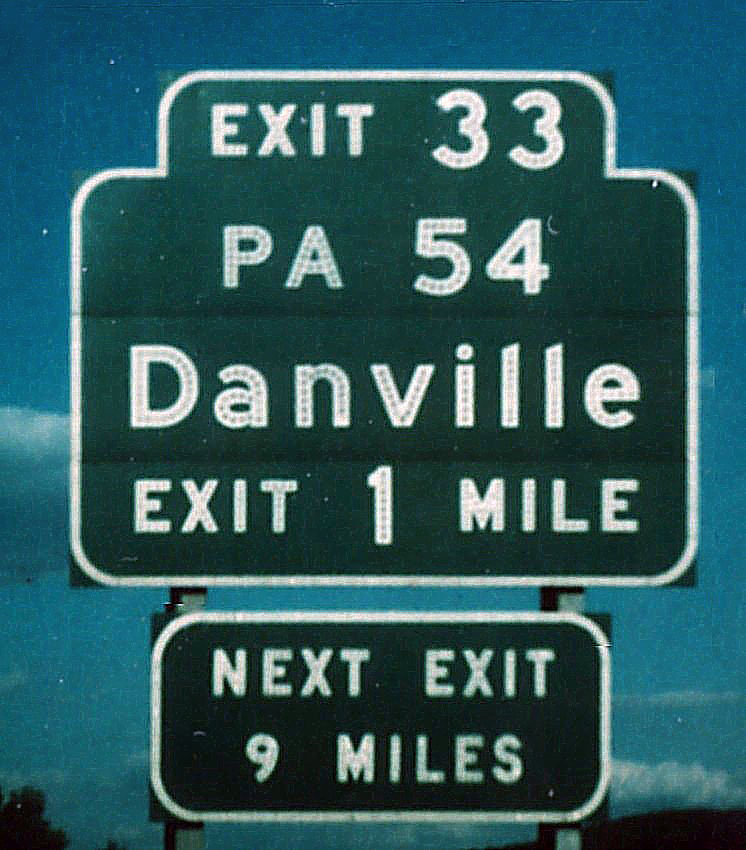 EXIT 33
PA 54
Danville
EXIT 1 MILE
NEXT EXIT
9 MILES